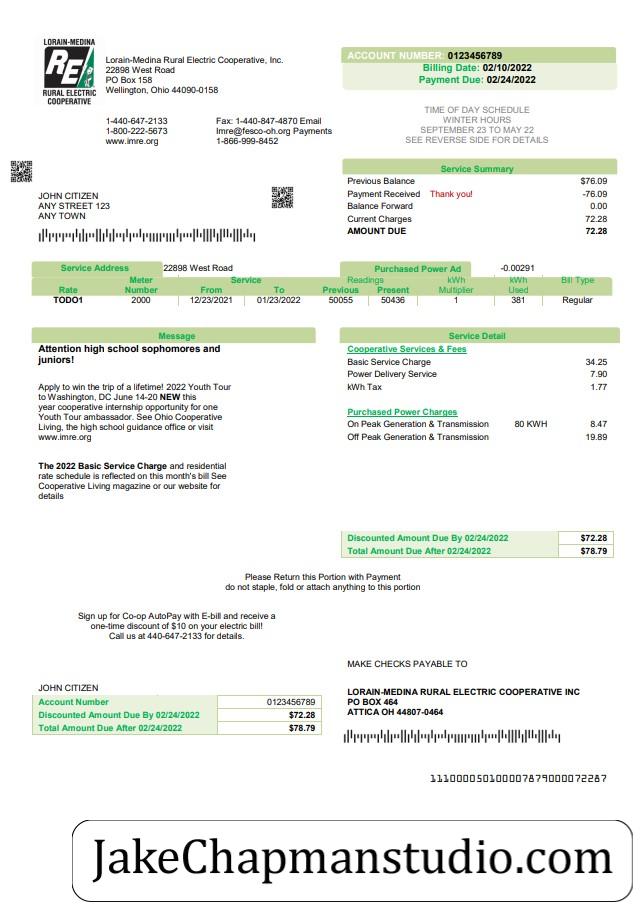 LORAIN-MEDINA
RE
RURAL ELECTRIC
COOPERATIVE
Lorain-Medina Rural Electric Cooperative, Inc.
22898 West Road
PO Box 158
Wellington, Ohio 44090-0158
1-440-647-2133 Fax: 1-440-847-4870 Email
1-800-222-5673 lmre@fesco-oh.org Payments
www.imre.org 1-866-999-8452
ACCOUNT NUMBER: 0123456789
Billing Date: 02/10/2022
Payment Due: 02/24/2022
TIME OF DAY SCHEDULE
WINTER HOURS
SEPTEMBER 23 TO MAY 22
SEE REVERSE SIDE FOR DETAILS
JOHN CITIZEN
ANY STREET 123
ANY TOWN
Service Summary
Previous Balance $76.09
Payment Received Thank you! -76.09
Balance Forward 0.00
Current Charges 72.28
AMOUNT DUE 72.28
Service Address 22898 West Road Purchased Power Ad -0.00291
Meter Service Readings kWh kWh Bill Type
Rate Number From To Previous Present Multiplier Used
TODO1 2000 12/23/2021 01/23/2022 50055 50436 1 381 Regular
Message
Attention high school sophomores and
juniors!
Apply to win the trip of a lifetime! 2022 Youth Tour
to Washington, DC June 14-20 NEW this
year cooperative internship opportunity for one
Youth Tour ambassador. See Ohio Cooperative
Living, the high school guidance office or visit
www.imre.org
The 2022 Basic Service Charge and residential
rate schedule is reflected on this month's bill See
Cooperative Living magazine or our website for
details
Service Detail
Cooperative Services & Fees
Basic Service Charge 34.25
Power Delivery Service 7.90
kWh Tax 1.77
Purchased Power Charges
On Peak Generation & Transmission 80 KWH 8.47
Off Peak Generation & Transmission 19.89
Discounted Amount Due By 02/24/2022 $72.28
Total Amount Due After 02/24/2022 $78.79
Please Return this Portion with Payment
do not staple, fold or attach anything to this portion
Sign up for Co-op AutoPay with E-bill and receive a
one-time discount of $10 on your electric bill!
Call us at 440-647-2133 for details.
MAKE CHECKS PAYABLE TO
JOHN CITIZEN
Account Number 0123456789
Discounted Amount Due By 02/24/2022 $72.28
Total Amount Due After 02/24/2022 $78.79
LORAIN-MEDINA RURAL ELECTRIC COOPERATIVE INC
PO BOX 464
ATTICA OH 44807-0464
111000050100007879000072287
JakeChapmanstudio.com